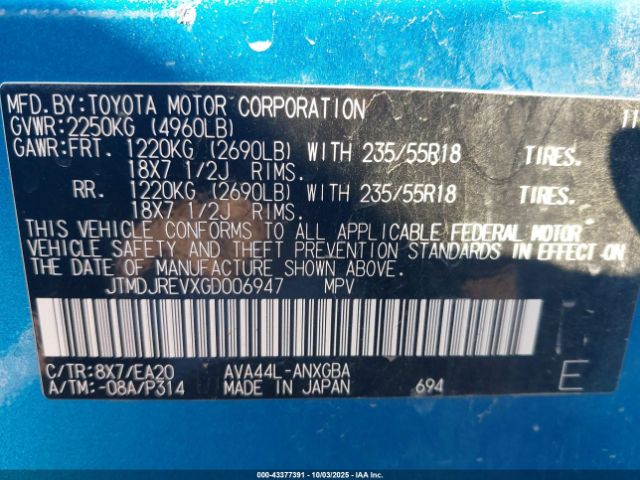 MFD.BY:TOYOTA MOTOR CORPORATION 11
GVWR:2250KG (4960LB)
GAWR:FRT. 1220KG (2690LB) WITH 235/55R18 TIRES.
18X7 1/2J RIMS.
RR. 1220KG (2690LB) WITH 235/55R18 TIRES.
18X7 1/2J RIMS.
THIS VEHICLE CONFORMS TO ALL APPLICABLE FEDERAL MOTOR
VEHICLE SAFETY AND THEFT PREVENTION STANDARDS IN EFFECT ON
THE DATE OF MANUFACTURE SHOWN ABOVE.
JTMDJREVXGD006947 MPV
C/TR:8X7/EA20 AVA44L-ANXGBA
A/TM:-08A/P314 MADE IN JAPAN 694 E
000-43377391 - 10/03/2025 - IAAI.COM